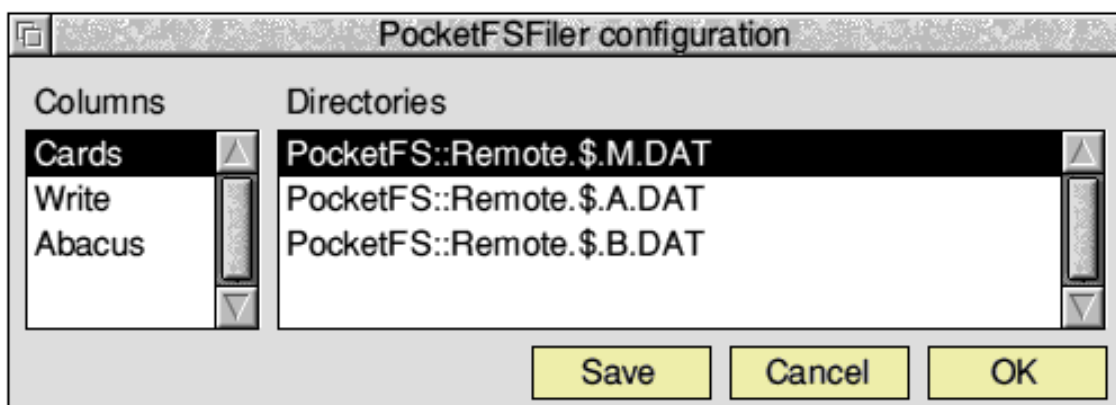 PocketFSFiler configuration
Columns
Directories
Cards
PocketFS::Remote.$.M.DAT
Write
PocketFS::Remote.$.A.DAT
Abacus
PocketFS::Remote.$.B.DAT
Save
Cancel
OK